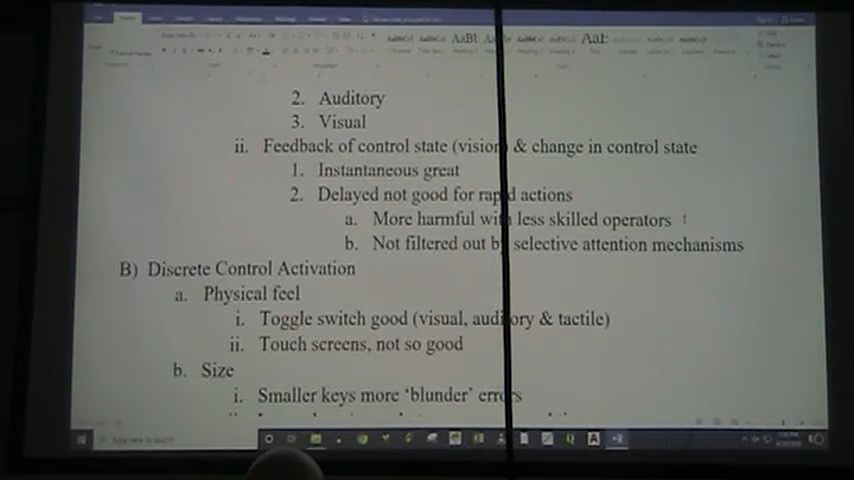 2. Auditory
3. Visual
ii. Feedback of control state (vision) & change in control state
1. Instantaneous great
2. Delayed not good for rapid actions
a. More harmful with less skilled operators
b. Not filtered out by selective attention mechanisms
B) Discrete Control Activation
a. Physical feel
i. Toggle switch good (visual, auditory & tactile)
ii. Touch screens, not so good
b. Size
i. Smaller keys more ‘blunder’ errors